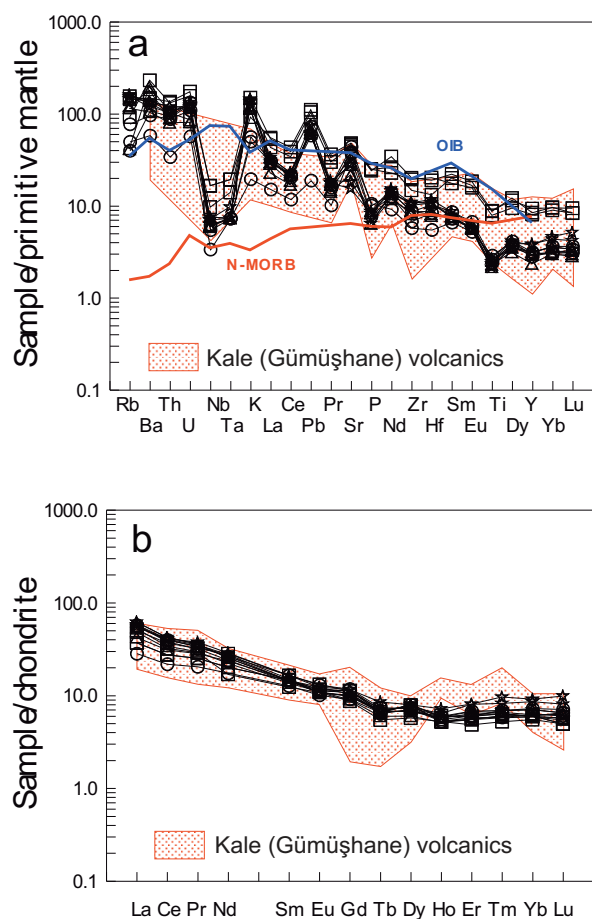 a
1000.0
100.0
10.0
1.0
0.1
Sample/primitive mantle
OIB
N-MORB
Kale (Gümüşhane) volcanics
Rb Th Nb K Ce Pr P Zr Sm Ti Y Lu
Ba U Ta La Pb Sr Nd Hf Eu Dy Yb
b
1000.0
100.0
10.0
1.0
0.1
Sample/chondrite
Kale (Gümüşhane) volcanics
La Ce Pr Nd Sm Eu Gd Tb Dy Ho Er Tm Yb Lu